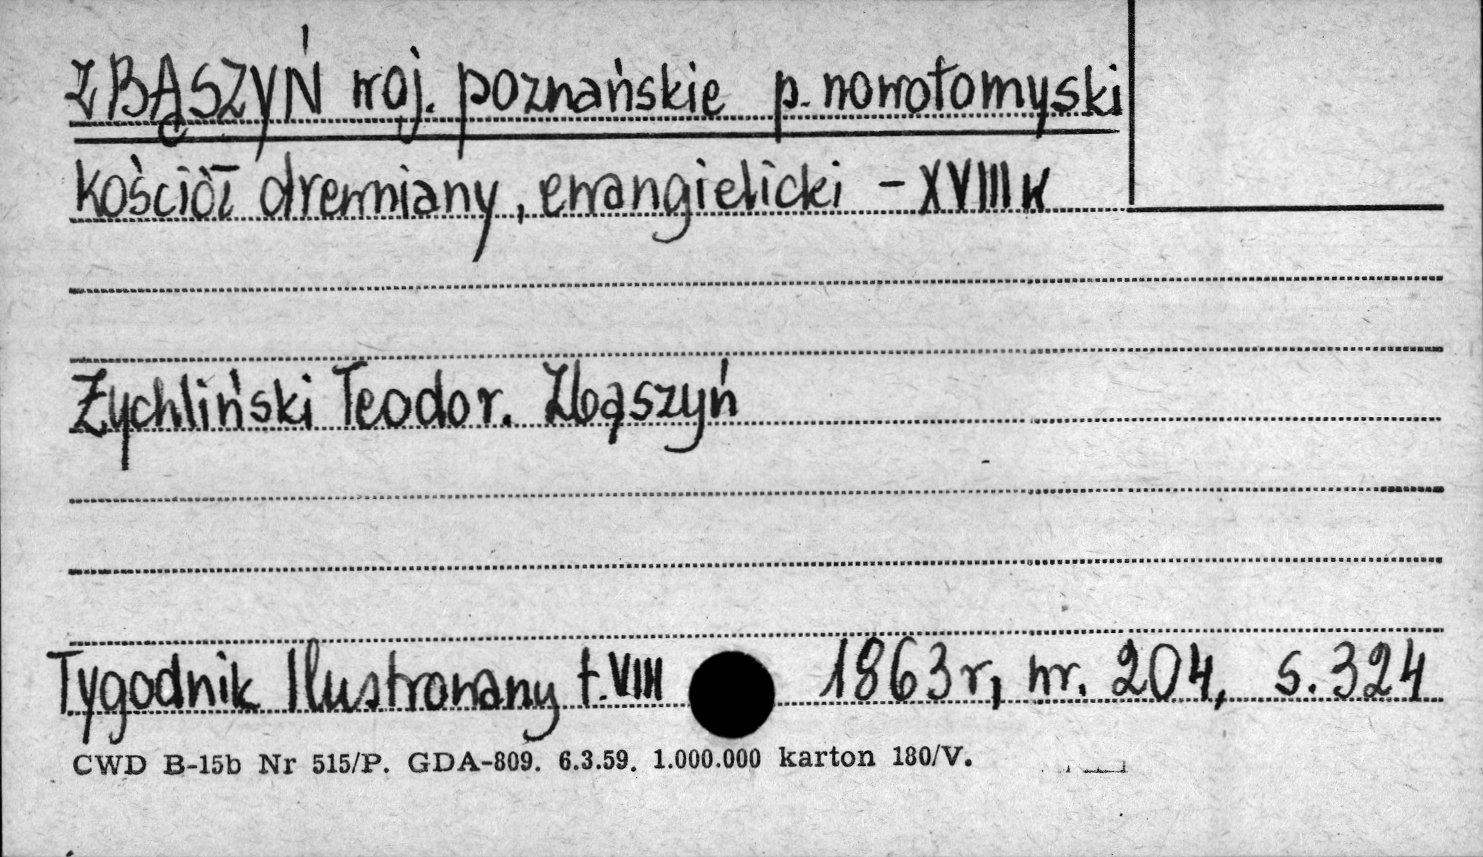 ZBĄSZYŃ woj. poznańskie p. nowotomyski
kościół drewniany, ewangielicki - XVIII w
Żychliński Teodor. Zbąszyń
Tygodnik Ilustrowany t. VIII 1863 r, nr. 204, s. 324
CWD B-15b Nr 515/P. GDA-809. 6.3.59. 1.000.000 karton 180/V.